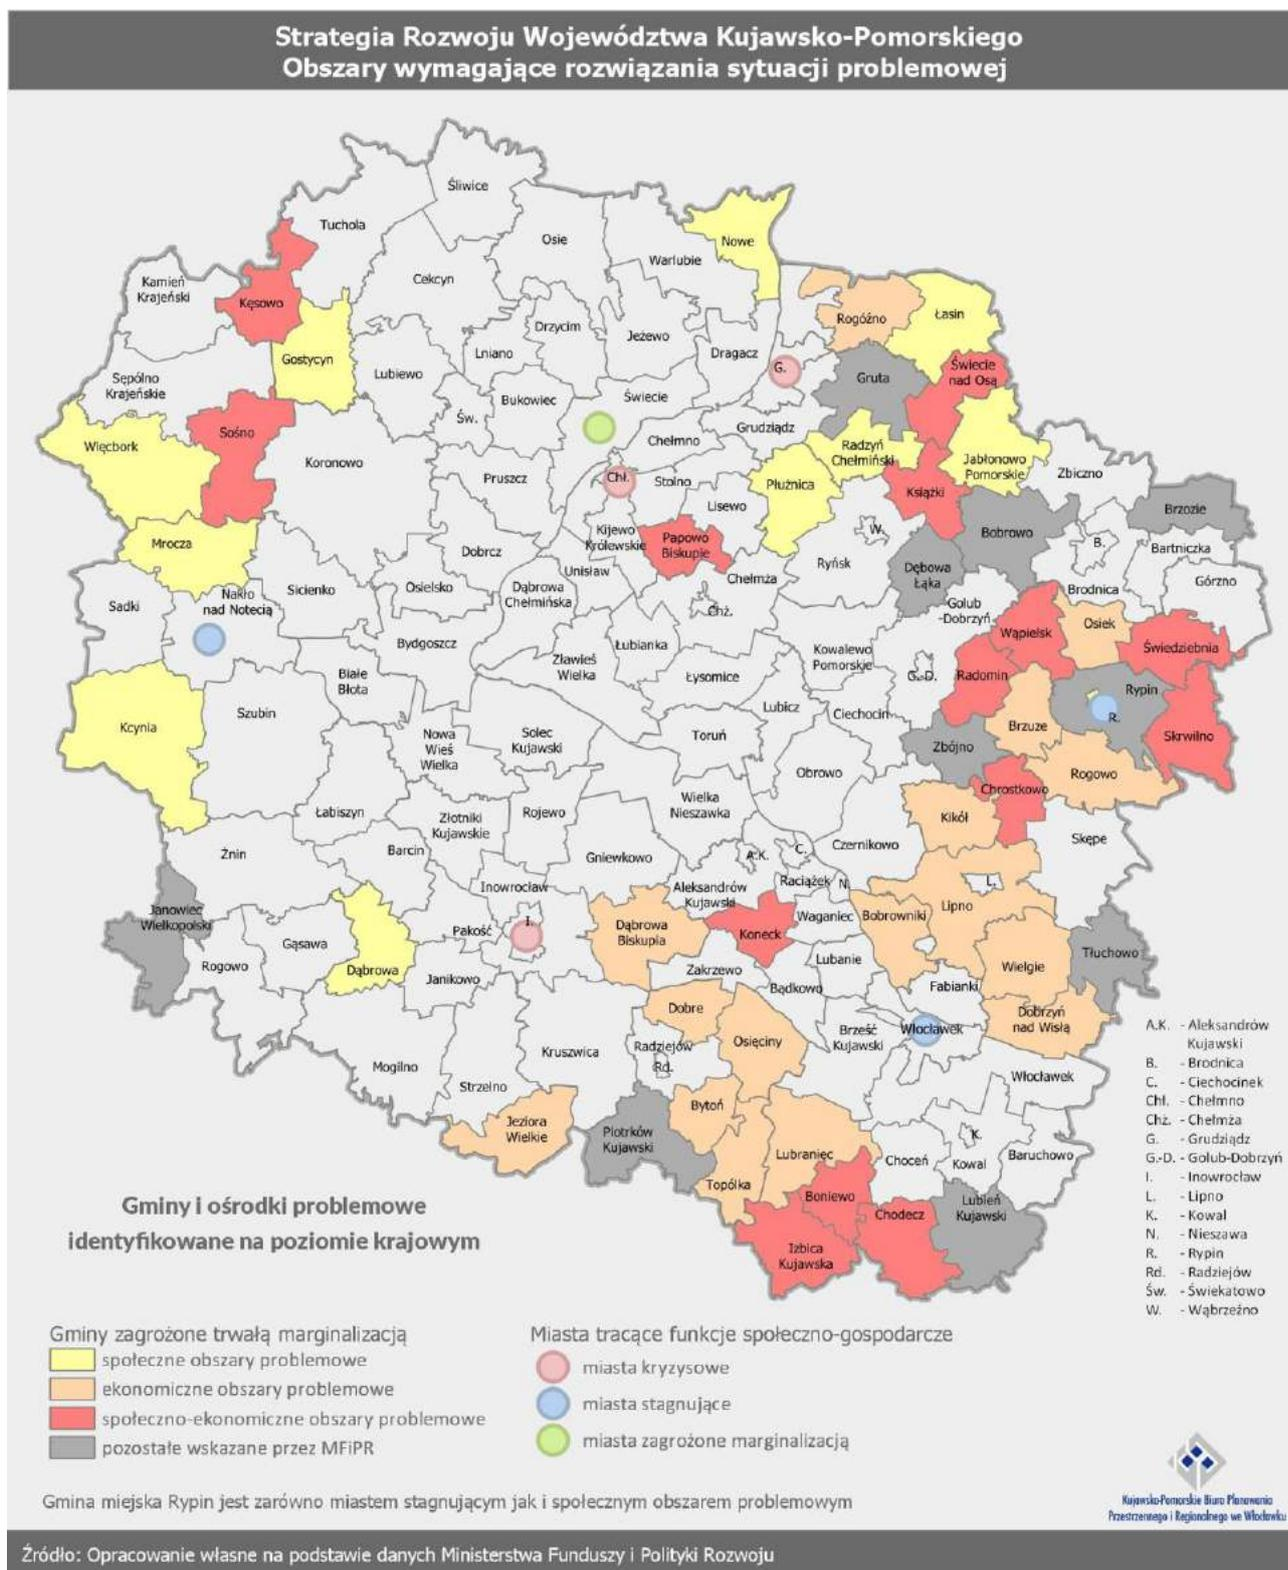 Strategia Rozwoju Województwa Kujawsko-Pomorskiego
Obszary wymagające rozwiązania sytuacji problemowej
Śliwice
Tuchola
Osie
Nowe
Warlubie
Kamień
Krajeński
Cekcyn
Kęsowo
Rogóźno
Łasin
Drzycim
Jeżewo
Lniano
Dragacz
Gostycyn
Lubiewo
G.
Gruta
Świecie
nad Osą
Sępólno
Krajeńskie
Bukowiec
Świecie
Św.
Sośno
Więcbork
Koronowo
Chełmno
Grudziądz
Radzyń
Chełmiński
Jabłonowo
Pomorskie
Zbiczno
Pruszcz
Chł.
Stolno
Płużnica
Książki
Lisewo
Brzozie
Mrocza
Dobrcz
Kijewo
Królewskie
Papowo
Biskupie
W.
Bobrowo
B.
Bartniczka
Unisław
Chełmża
Ryńsk
Dębowa
Łąka
Górzno
Sadki
Nakło
nad Notecią
Sicienko
Osielsko
Dąbrowa
Chełmińska
Chż.
Golub
-Dobrzyń
Brodnica
Osiek
Wąpielsk
Świedziebnia
Bydgoszcz
Łubianka
Kowalewo
Pomorskie
Zławieś
Wielka
Białe
Błota
Łysomice
G.-D.
Radomin
Rypin
R.
Kcynia
Szubin
Lubicz
Ciechocin
Brzuze
Skrwilno
Nowa
Wieś
Wielka
Solec
Kujawski
Toruń
Zbójno
Obrowo
Rogowo
Chrostkowo
Wielka
Nieszawka
Kikół
Łabiszyn
Złotniki
Kujawskie
Rojewo
Skępe
Czernikowo
Żnin
Barcin
Gniewkowo
A.K.
C.
Inowrocław
Aleksandrów
Kujawski
Raciążek
N.
L.
Janowiec
Wielkopolski
Lipno
Bobrowniki
Waganiec
I.
Dąbrowa
Biskupia
Koneck
Pakość
Gąsawa
Tłuchowo
Rogowo
Dąbrowa
Janikowo
Zakrzewo
Lubanie
Wielgie
Bądkowo
Fabianki
Dobre
Dobrzyń
nad Wisłą
Osięciny
Brześć
Kujawski
Włocławek
Radziejów
Rd.
Kruszwica
Mogilno
Strzelno
Włocławek
Bytoń
Jeziora
Wielkie
Piotrków
Kujawski
K.
Lubraniec
Choceń
Kowal
Baruchowo
Topólka
Boniewo
Chodecz
Lubień
Kujawski
Izbica
Kujawska
A.K. - Aleksandrów
Kujawski
B. - Brodnica
C. - Ciechocinek
Chł. - Chełmno
Chż. - Chełmża
G. - Grudziądz
G.-D. - Golub-Dobrzyń
I. - Inowrocław
L. - Lipno
K. - Kowal
N. - Nieszawa
R. - Rypin
Rd. - Radziejów
Św. - Świekatowo
W. - Wąbrzeźno
Gminy i ośrodki problemowe
identyfikowane na poziomie krajowym
Gminy zagrożone trwałą marginalizacją
społeczne obszary problemowe
ekonomiczne obszary problemowe
społeczno-ekonomiczne obszary problemowe
pozostałe wskazane przez MFiPR
Miasta tracące funkcje społeczno-gospodarcze
miasta kryzysowe
miasta stagnujące
miasta zagrożone marginalizacją
Gmina miejska Rypin jest zarówno miastem stagnującym jak i społecznym obszarem problemowym
Kujawsko-Pomorskie Biuro Planowania
Przestrzennego i Regionalnego we Włocławku
Źródło: Opracowanie własne na podstawie danych Ministerstwa Funduszy i Polityki Rozwoju